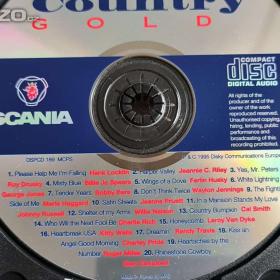 Country
GOLD
ZO
SCANIA
COMPACT
disc
DIGITAL AUDIO
All rights of the
producer and of the
owner of the work
reproduced reserved.
Unauthorised copying,
hiring, lending, public
performance and
broadcasting of this
recording prohibited.
DSPCD 169 MCPS
& © 1995 Disky Communications Europe
1. Please Help Me I'm Falling Hank Locklin 2. Harper Valley Jeannie C. Riley 3. Yes, Mr. Peters
Roy Drusky 4. Misty Blue Billie Jo Spears 5. Wings of a Dove Ferlin Husky 6. White Lightning
George Jones 7. Tender Years Bobby Bare 8. Don't Think Twice Waylon Jennings 9. The Fightin'
Side of Me Merle Haggard 10. Satin Sheets Jeanne Pruett 11. In a Mansion Stands My Love
Johnny Russell 12. Shelter of my Arms Willie Nelson 13. Country Bumpkin Cal Smith
14. Who Will the Next Fool Be Charlie Rich 15. Honeycomb Leroy Van Dyke
16. Heartbreak USA Kitty Wells 17. Dreamin' Randy Travis 18. Kiss an
Angel Good Morning Charley Pride 19. Heartaches by the
Number Roger Miller 20. Rhinestone Cowboy
Glen Campbell